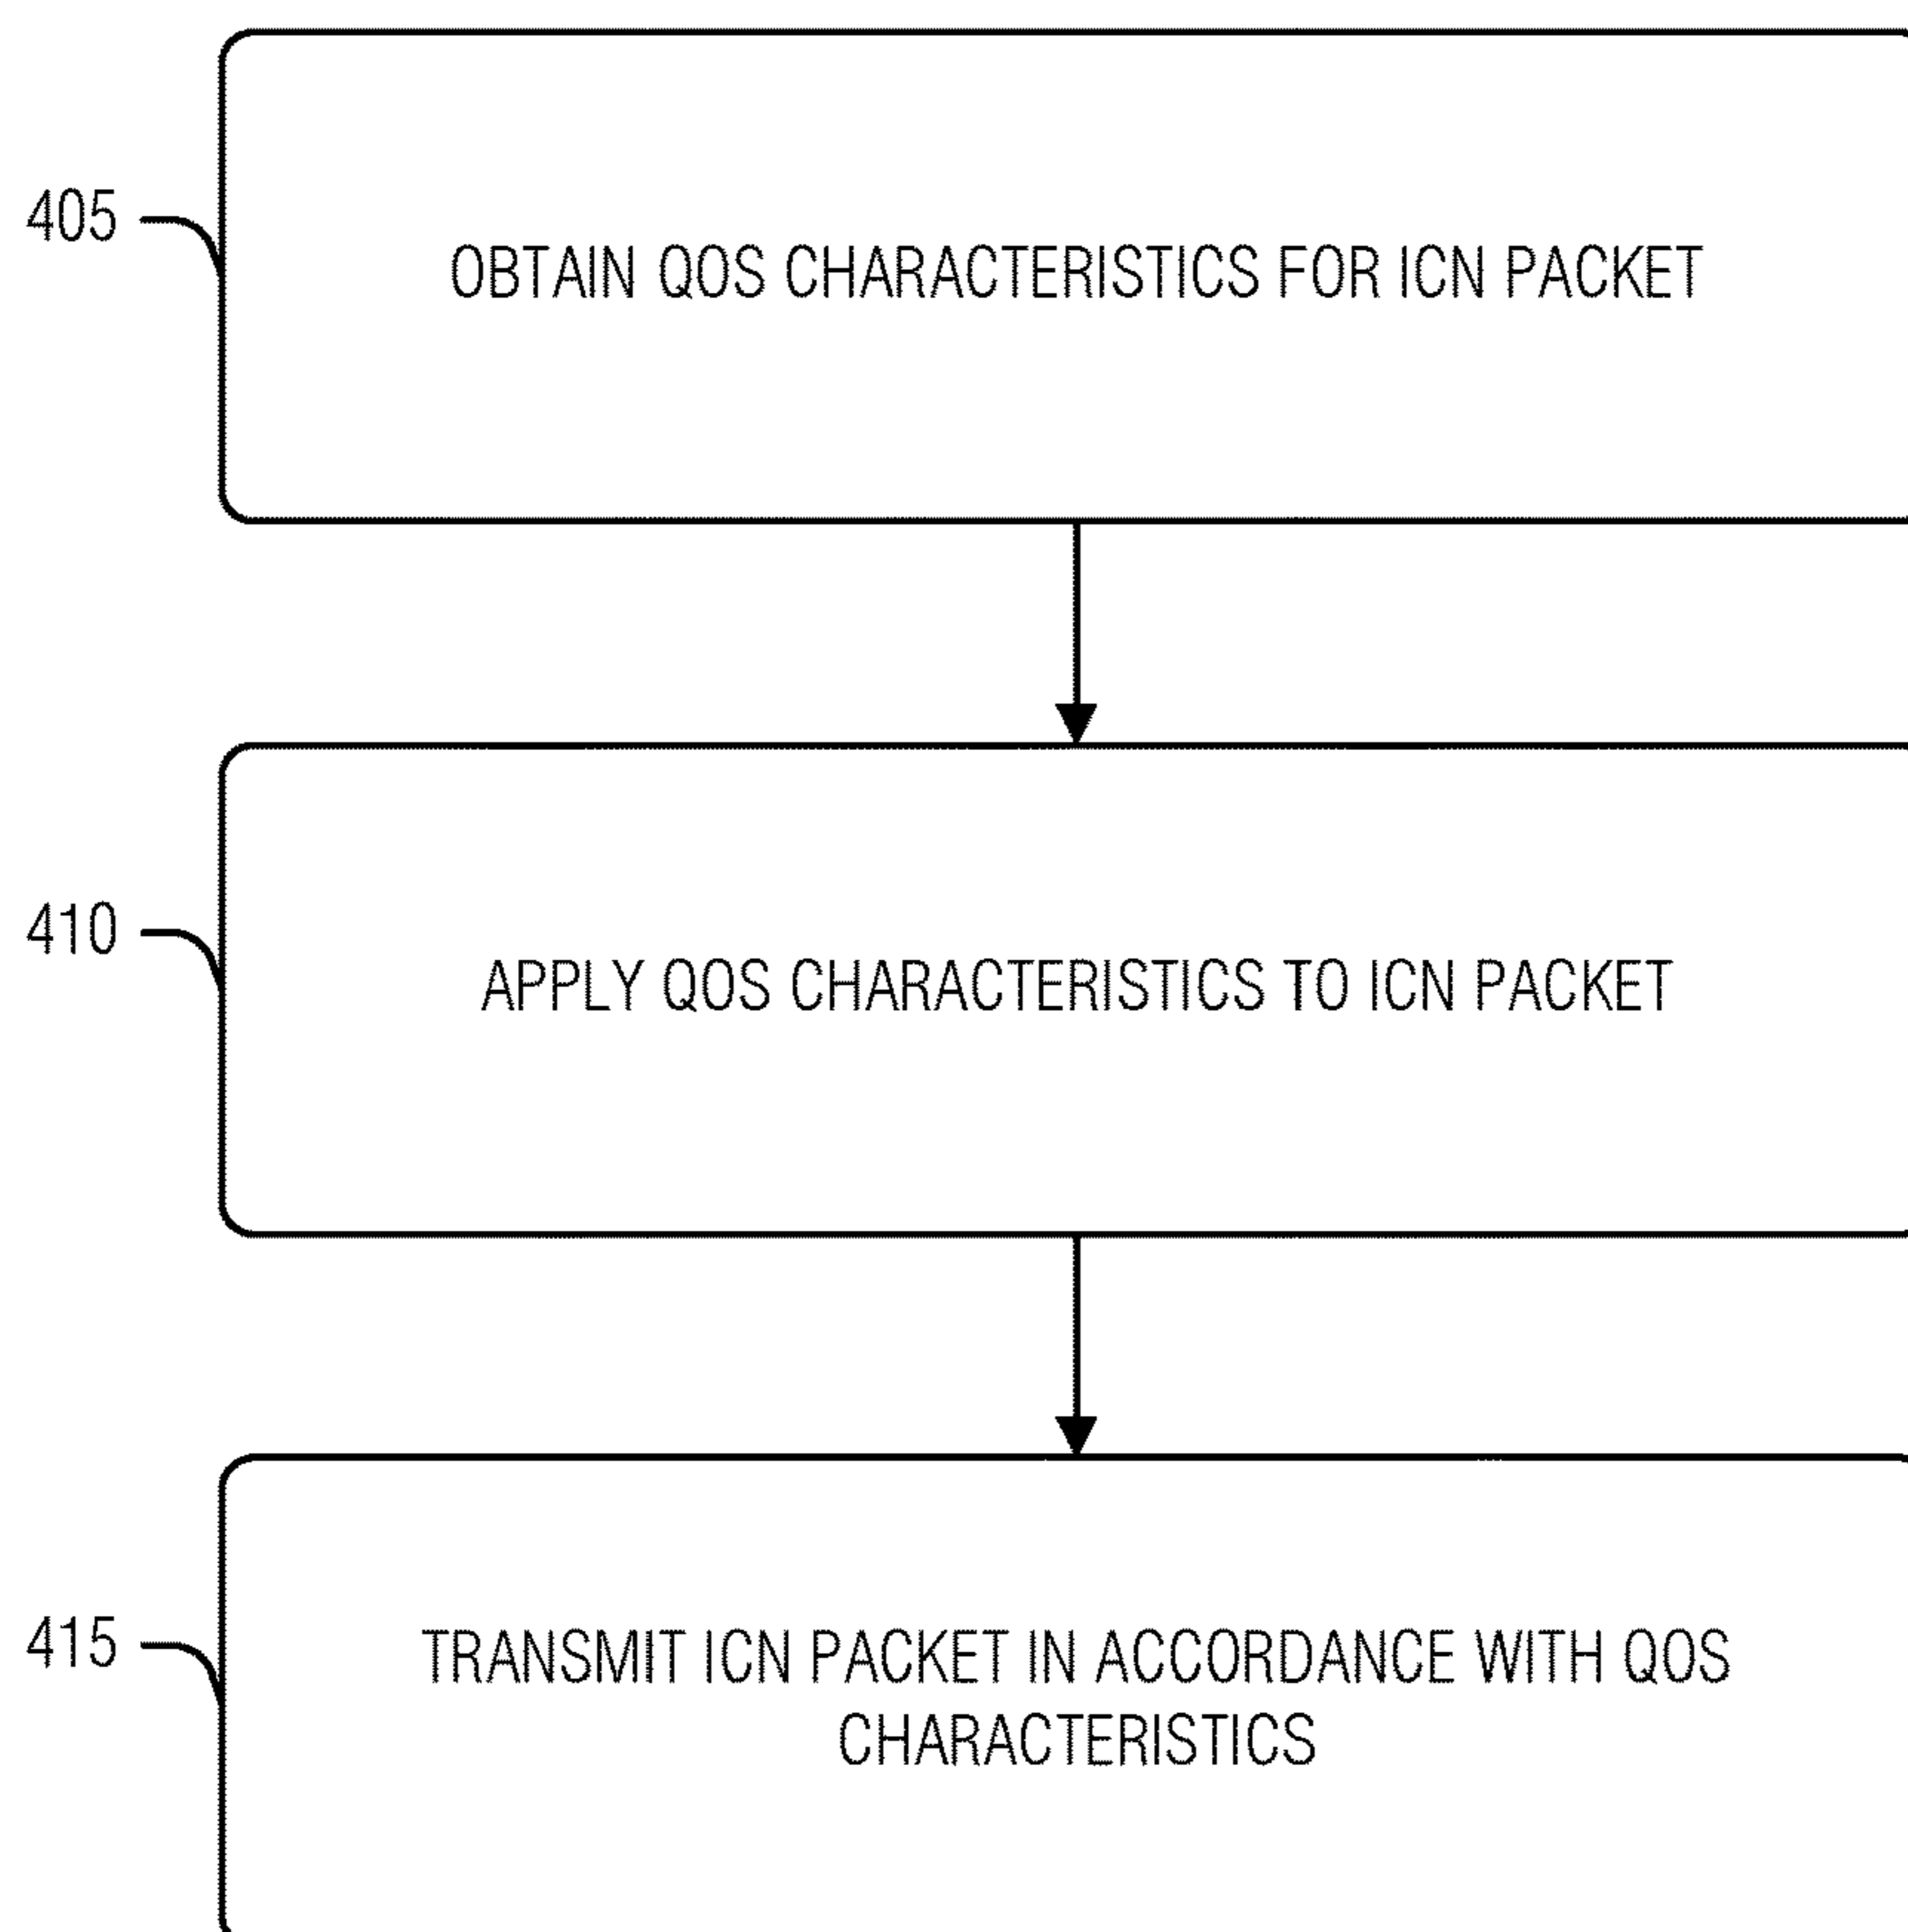 405
OBTAIN QOS CHARACTERISTICS FOR ICN PACKET
410
APPLY QOS CHARACTERISTICS TO ICN PACKET
415
TRANSMIT ICN PACKET IN ACCORDANCE WITH QOS
CHARACTERISTICS